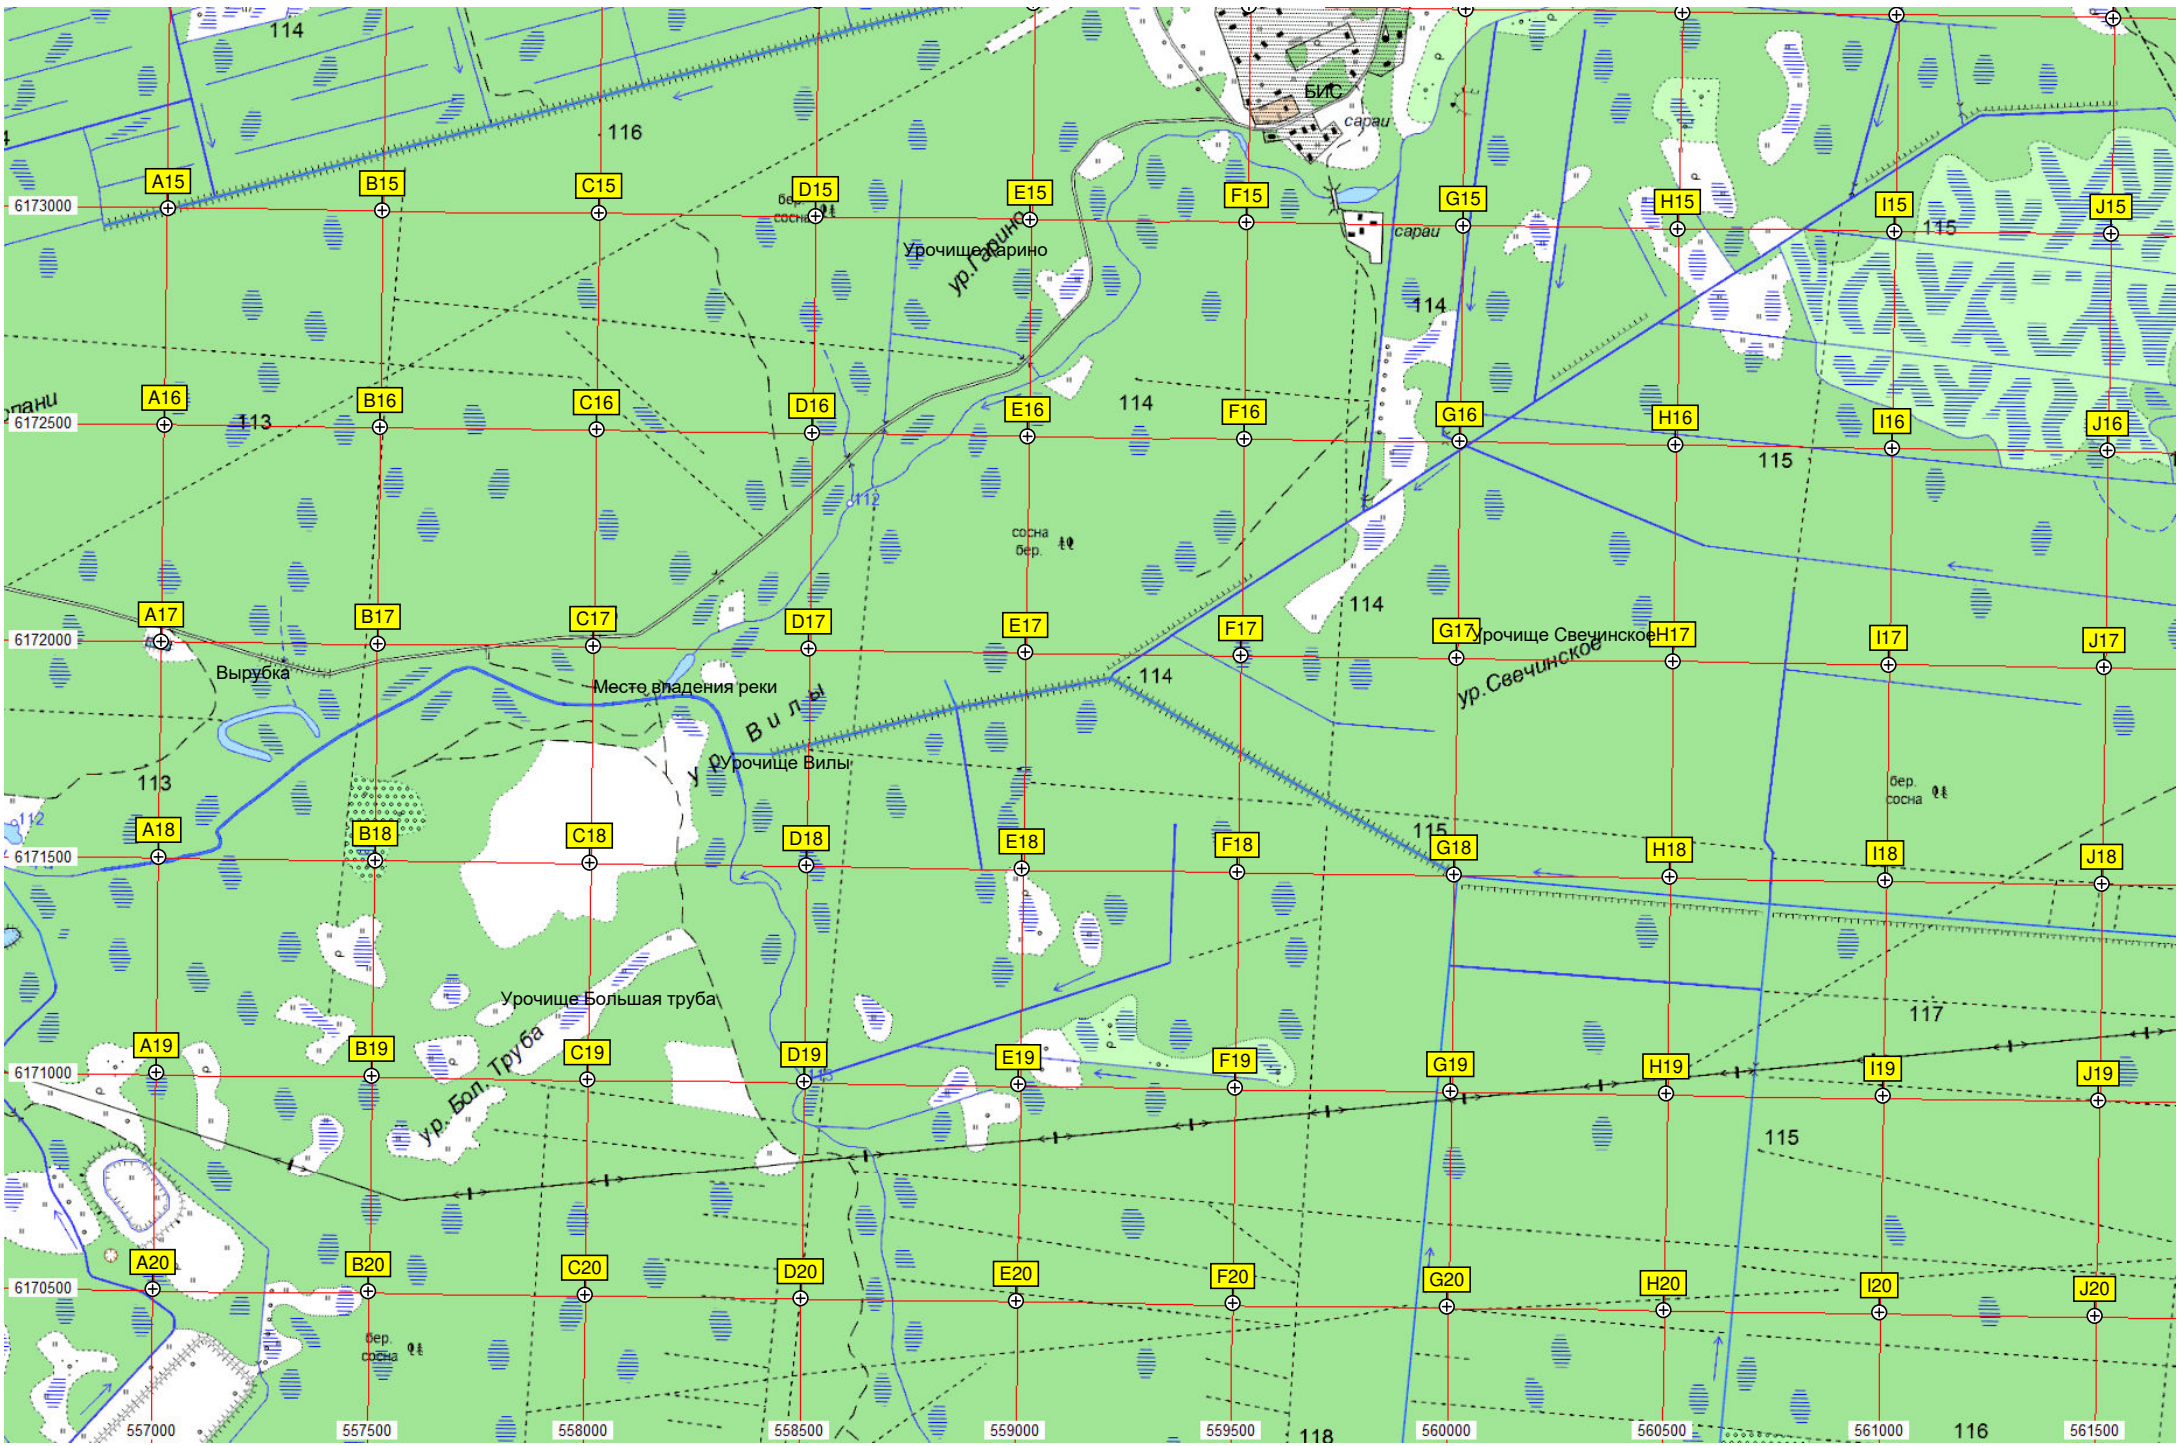 114
БИС
сараи
116
4
A15 B15 C15 D15 E15 F15 G15 H15 I15 J15
6173000
бер.
сосна
сараи
115
Урочище Гарино
ур.Гарино
114
A16 B16 C16 D16 E16 F16 G16 H16 I16 J16
6172500
113
114
115
112
сосна
бер.
114
A17 B17 C17 D17 E17 F17 G17 H17 I17 J17
6172000
Урочище Свечинское
ур.Свечинское
Вырубка
Место впадения реки
114
ур. Вилы
Урочище Вилы
113
бер.
сосна
112
115
A18 B18 C18 D18 E18 F18 G18 H18 I18 J18
6171500
Урочище Большая труба
ур. Бол. Труба
117
A19 B19 C19 D19 E19 F19 G19 H19 I19 J19
6171000
113
115
A20 B20 C20 D20 E20 F20 G20 H20 I20 J20
6170500
бер.
сосна
118
116
557000 557500 558000 558500 559000 559500 560000 560500 561000 561500